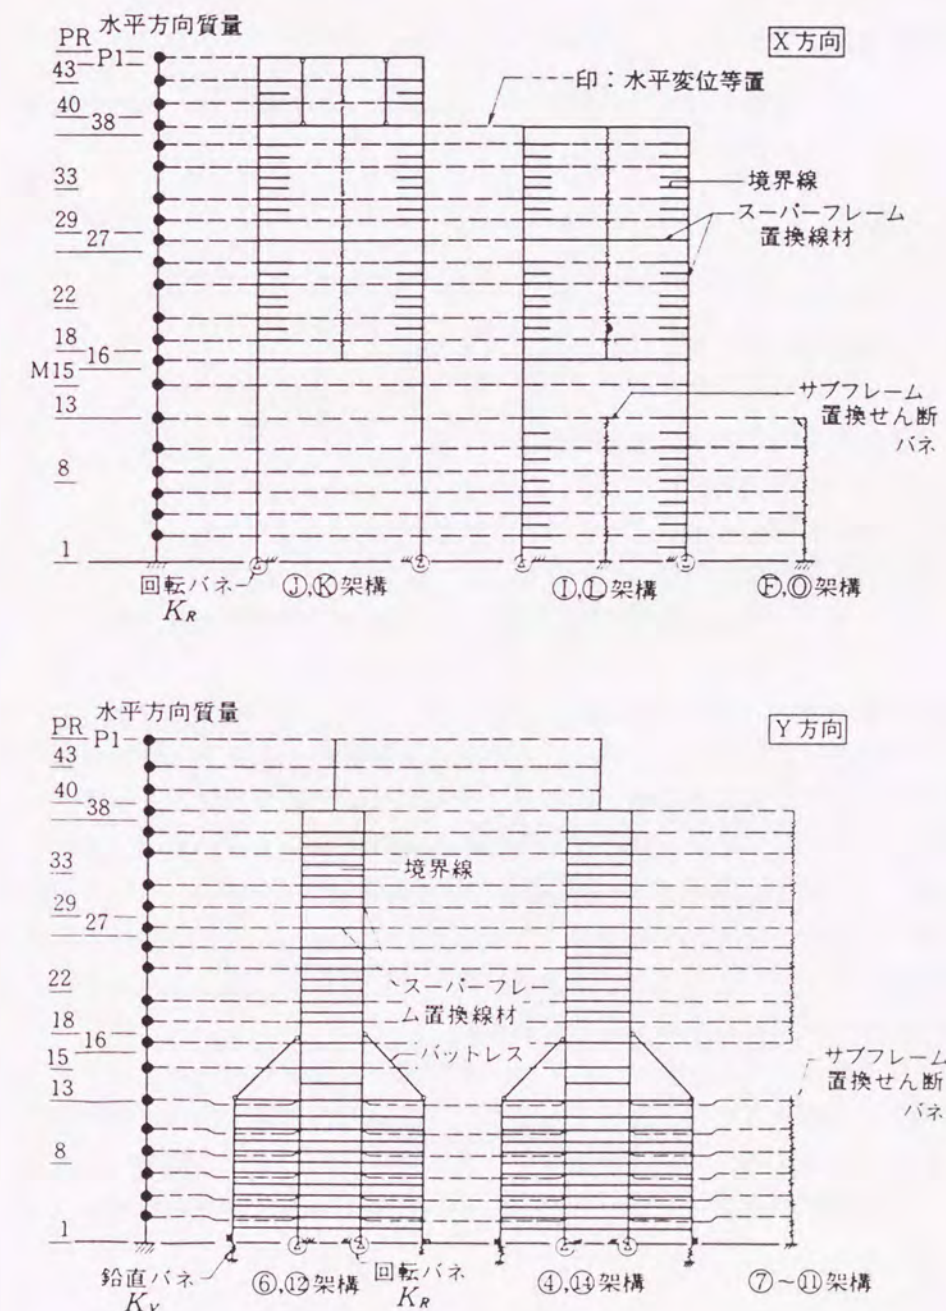 水平方向質量
X方向
PR
P1
43
40
38
印：水平変位等置
33
境界線
29
スーパーフレーム
置換線材
27
22
18
16
M15
サブフレーム
置換せん断
バネ
13
8
1
回転バネ
KR
Ⓙ,Ⓚ架構
Ⓘ,Ⓛ架構
Ⓕ,Ⓞ架構
水平方向質量
Y方向
PR
P1
43
40
38
33
境界線
29
27
22
スーパーフレー
ム置換線材
18
16
15
バットレス
サブフレーム
置換せん断
バネ
13
8
1
鉛直バネ
KV
⑥,⑫架構
回転バネ
KR
④,⑭架構
⑦～⑪架構